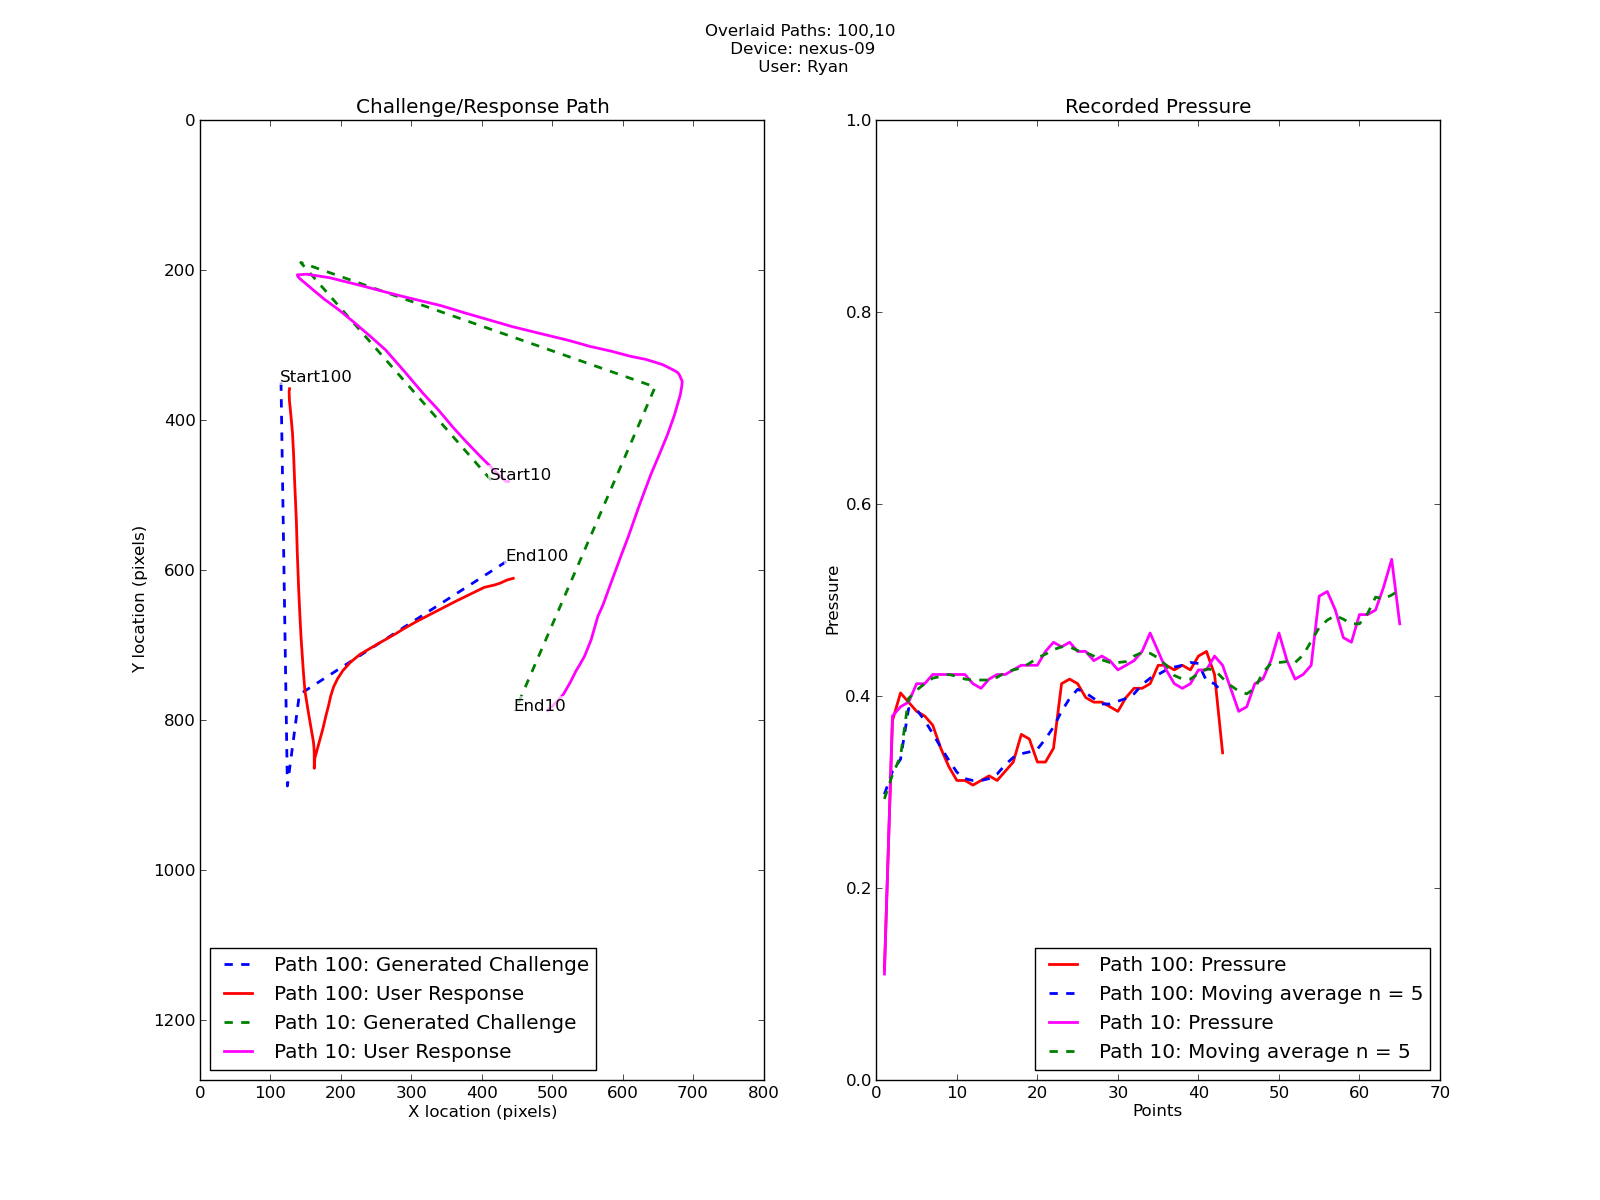 Overlaid Paths: 100,10
Device: nexus-09
User: Ryan
Challenge/Response Path
0
200
400
600
800
1000
1200
Y location (pixels)
Start100
Start10
End100
End10
Path 100: Generated Challenge
Path 100: User Response
Path 10: Generated Challenge
Path 10: User Response
0 100 200 300 400 500 600 700 800
X location (pixels)
Recorded Pressure
1.0
0.8
0.6
0.4
0.2
0.0
Pressure
Path 100: Pressure
Path 100: Moving average n = 5
Path 10: Pressure
Path 10: Moving average n = 5
0 10 20 30 40 50 60 70
Points